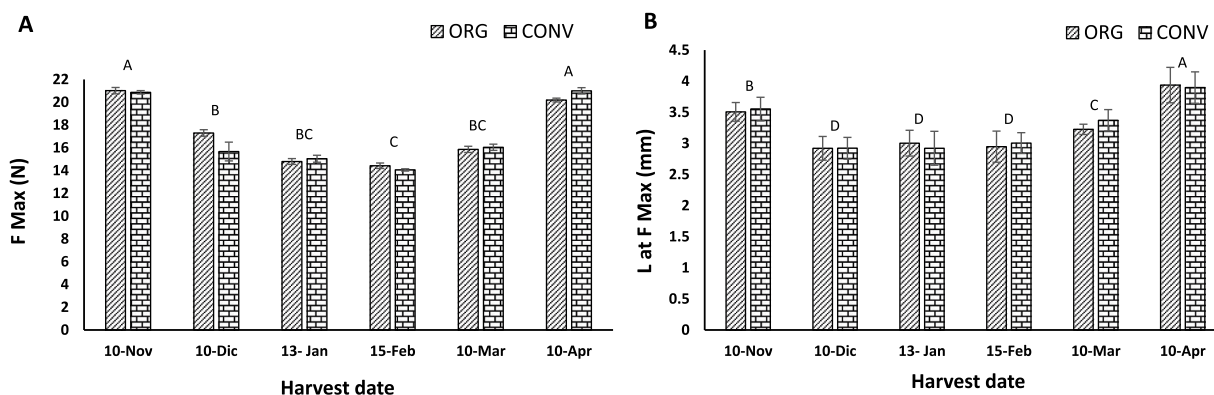 A
ORG CONV
F Max (N)
22
20
18
16
14
12
10
8
6
4
2
0
A
B
BC
C
BC
A
10-Nov 10-Dic 13- Jan 15-Feb 10-Mar 10-Apr
Harvest date
B
ORG CONV
L at F Max (mm)
4.5
4
3.5
3
2.5
2
1.5
1
0.5
0
B
D
D
D
C
A
10-Nov 10-Dic 13- Jan 15-Feb 10-Mar 10-Apr
Harvest date